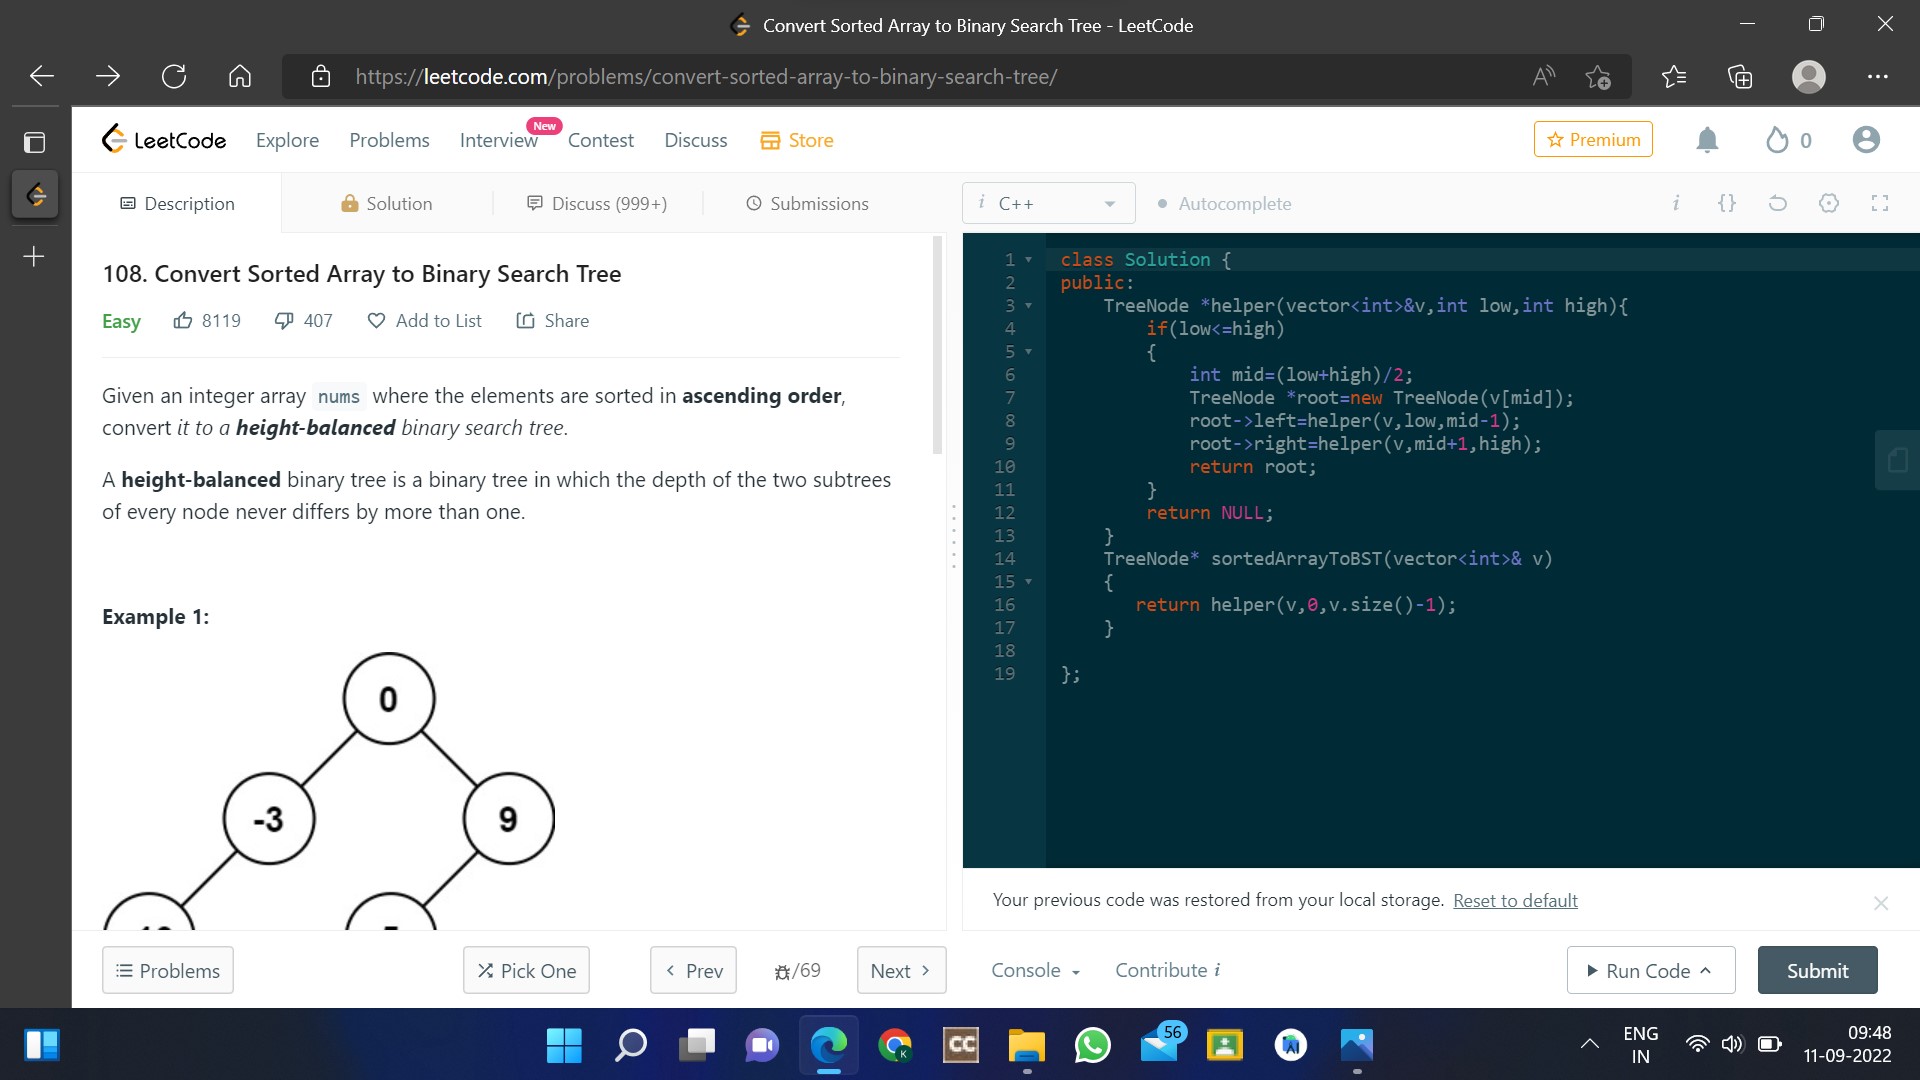 Convert Sorted Array to Binary Search Tree - LeetCode
https://leetcode.com/problems/convert-sorted-array-to-binary-search-tree/
LeetCode Explore Problems Interview New Contest Discuss Store Premium 0
Description Solution Discuss (999+) Submissions
i C++ Autocomplete i {}
108. Convert Sorted Array to Binary Search Tree
Easy 8119 407 Add to List Share
Given an integer array nums where the elements are sorted in ascending order,
convert it to a height-balanced binary search tree.
A height-balanced binary tree is a binary tree in which the depth of the two subtrees
of every node never differs by more than one.
Example 1:
0
-3 9
1 class Solution {
2 public:
3 TreeNode *helper(vector<int>&v,int low,int high){
4 if(low<=high)
5 {
6 int mid=(low+high)/2;
7 TreeNode *root=new TreeNode(v[mid]);
8 root->left=helper(v,low,mid-1);
9 root->right=helper(v,mid+1,high);
10 return root;
11 }
12 return NULL;
13 }
14 TreeNode* sortedArrayToBST(vector<int>& v)
15 {
16 return helper(v,0,v.size()-1);
17 }
18
19 };
Your previous code was restored from your local storage. Reset to default
Problems Pick One Prev /69 Next Console Contribute i Run Code Submit
CC 56 K
ENG
IN
09:48
11-09-2022